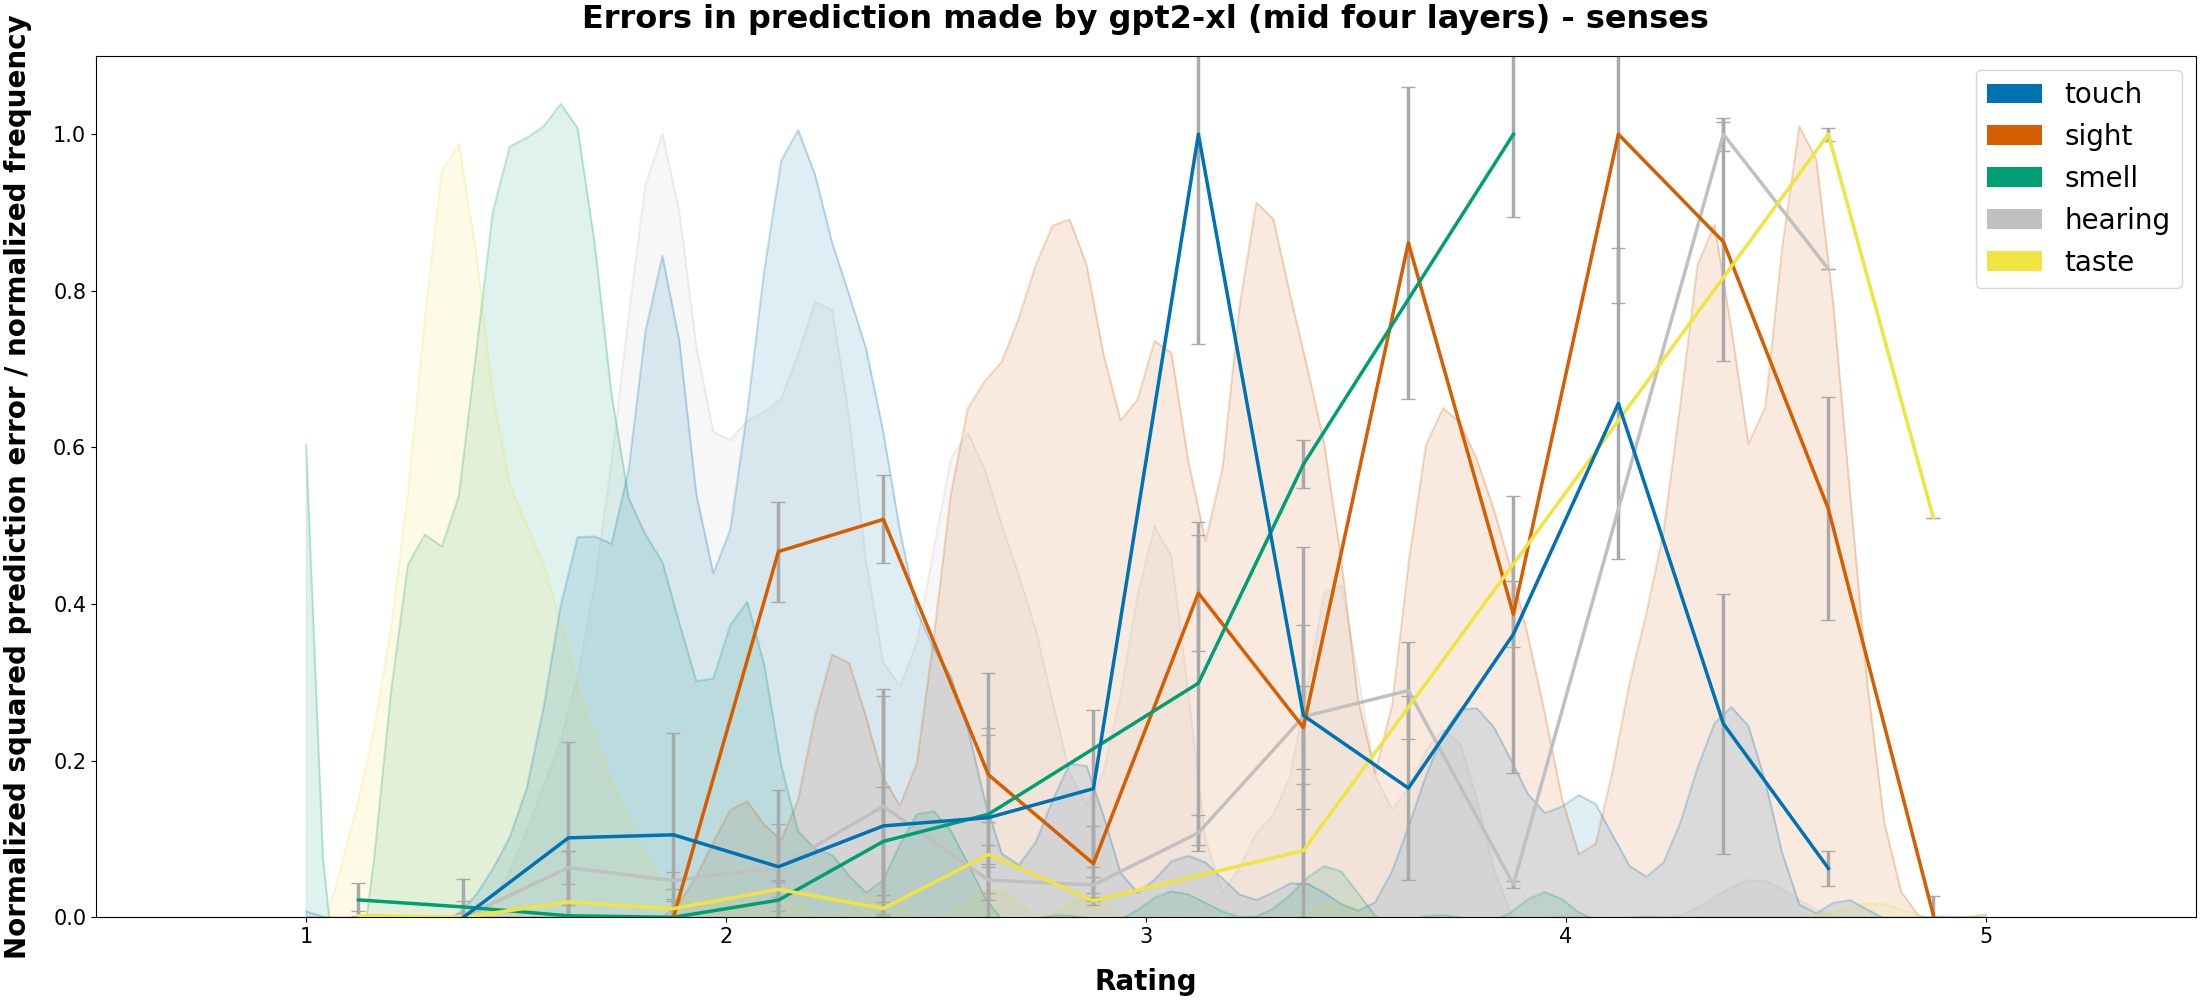 Errors in prediction made by gpt2-xl (mid four layers) - senses
Normalized squared prediction error / normalized frequency
1.0
0.8
0.6
0.4
0.2
0.0
touch
sight
smell
hearing
taste
1 2 3 4 5
Rating